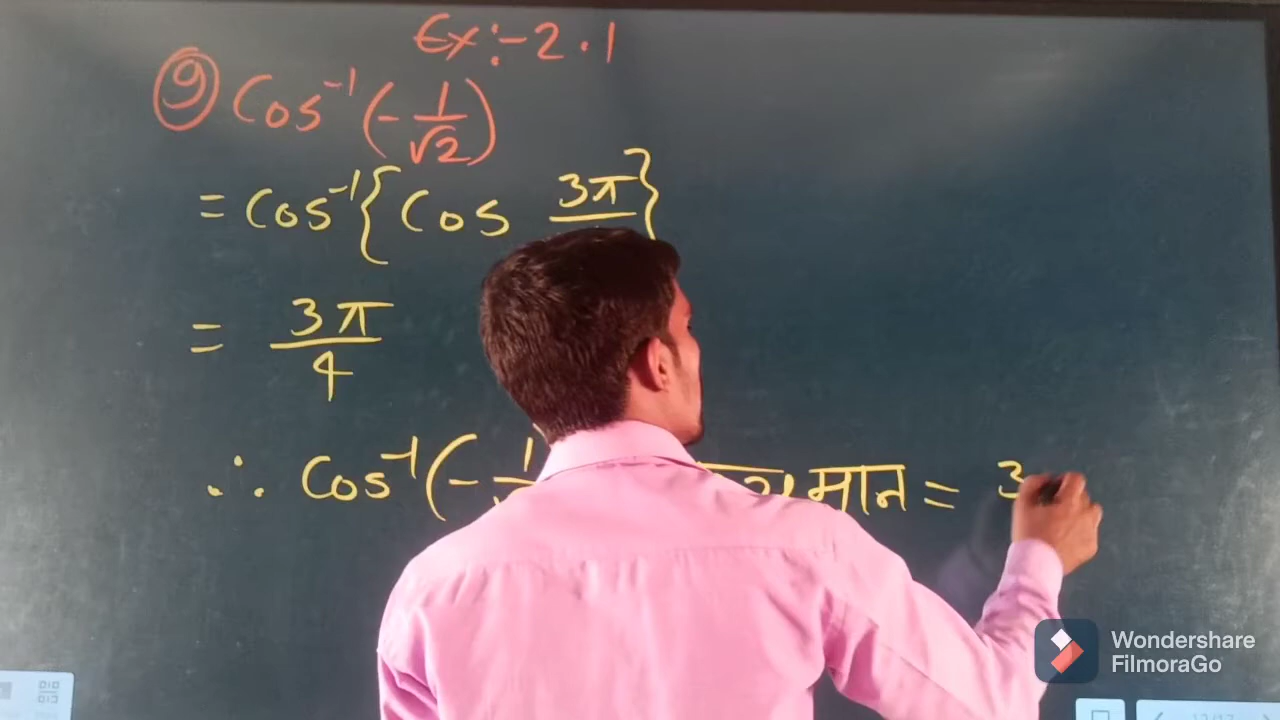 Ex:-2.1
9 Cos⁻¹(-1/√2)
= Cos⁻¹{Cos 3π}
= 3π/4
∴ Cos⁻¹(-1 मान = 3
Wondershare
FilmoraGo